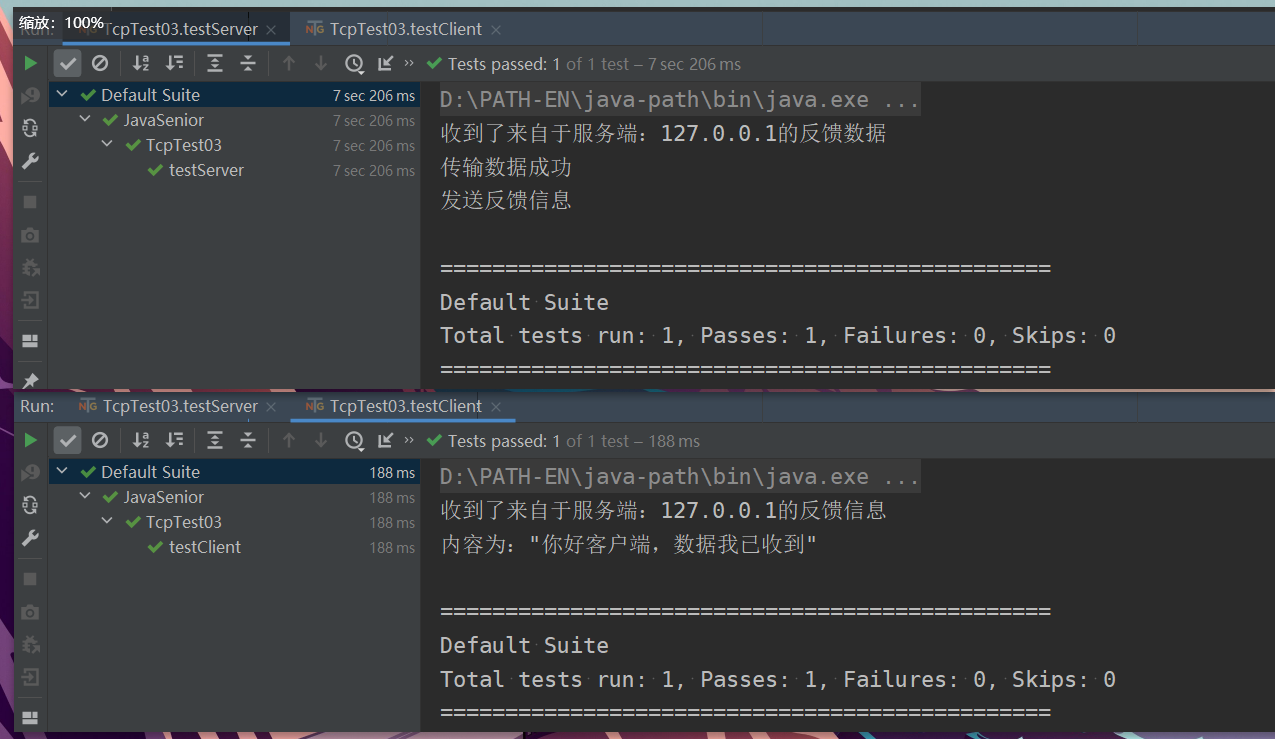 缩放：100%
Run: TcpTest03.testServer TcpTest03.testClient
Tests passed: 1 of 1 test – 7 sec 206 ms
Default Suite 7 sec 206 ms
JavaSenior 7 sec 206 ms
TcpTest03 7 sec 206 ms
testServer 7 sec 206 ms
D:\PATH-EN\java-path\bin\java.exe ...
收到了来自于服务端：127.0.0.1的反馈数据
传输数据成功
发送反馈信息
===============================================
Default Suite
Total tests run: 1, Passes: 1, Failures: 0, Skips: 0
===============================================
Run: TcpTest03.testServer TcpTest03.testClient
Tests passed: 1 of 1 test – 188 ms
Default Suite 188 ms
JavaSenior 188 ms
TcpTest03 188 ms
testClient 188 ms
D:\PATH-EN\java-path\bin\java.exe ...
收到了来自于服务端：127.0.0.1的反馈信息
内容为："你好客户端，数据我已收到"
===============================================
Default Suite
Total tests run: 1, Passes: 1, Failures: 0, Skips: 0
===============================================